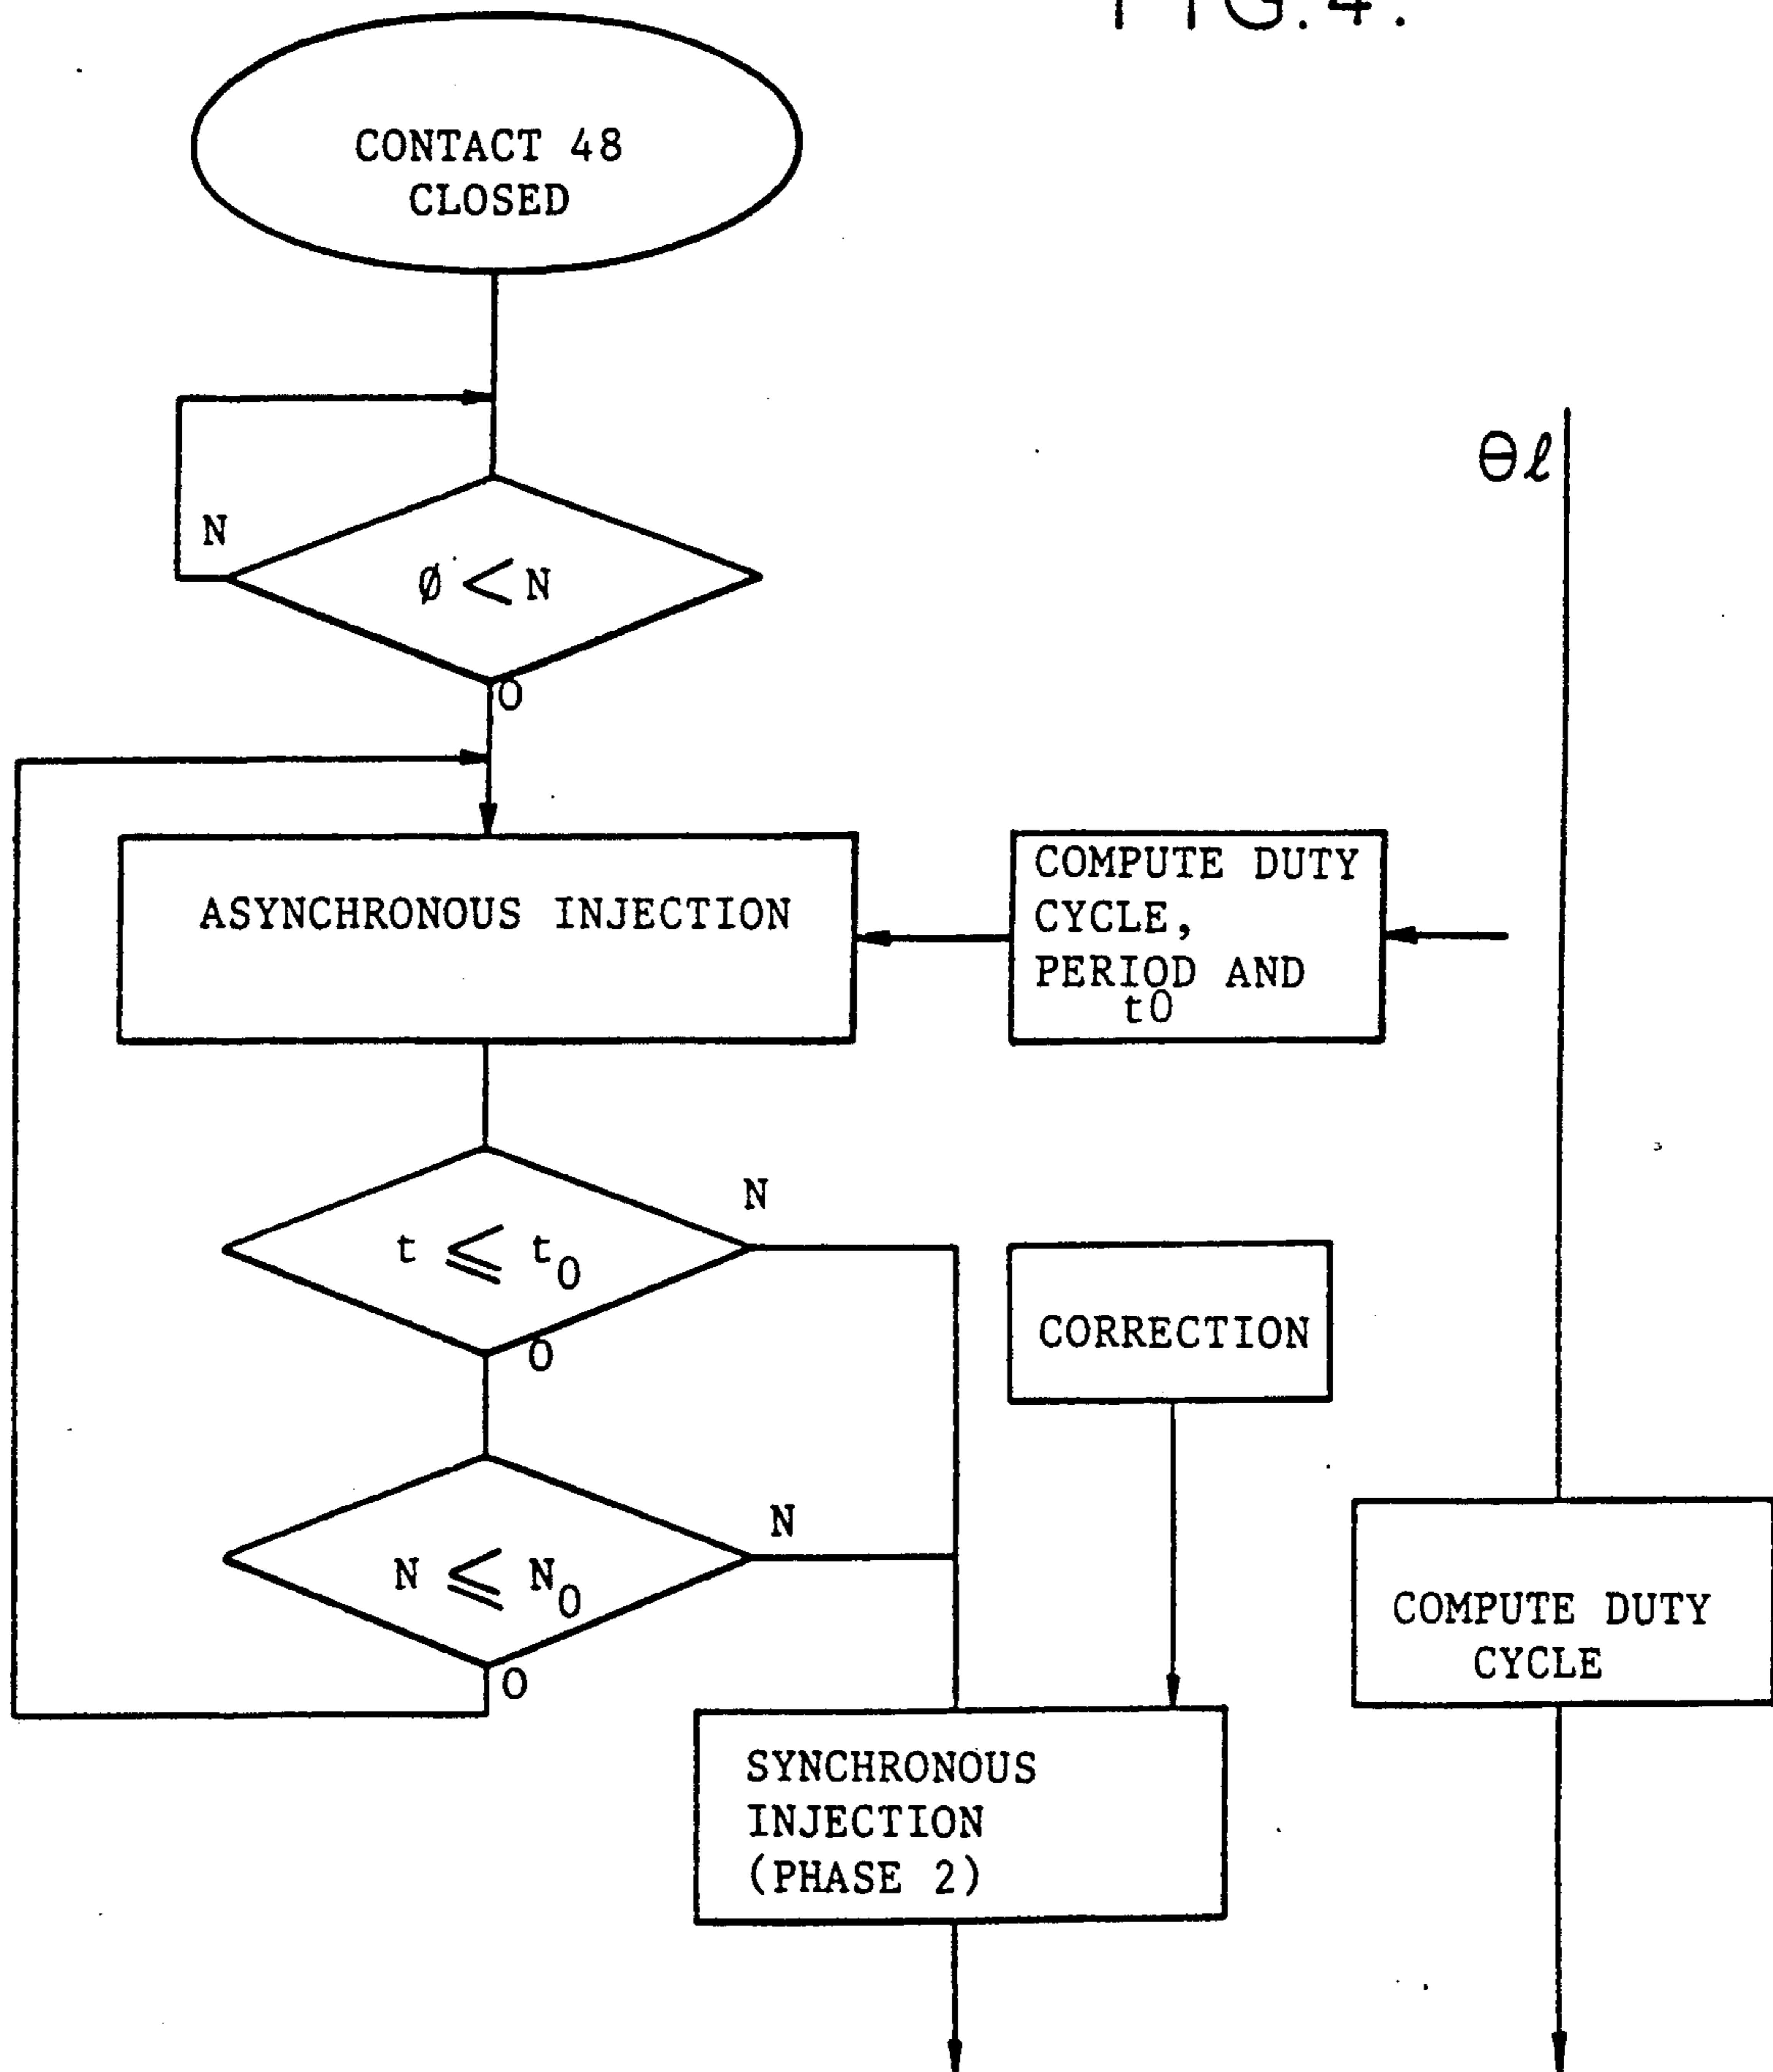 FIG.4.
CONTACT 48
CLOSED
θℓ
N
Ø < N
O
ASYNCHRONOUS INJECTION
COMPUTE DUTY
CYCLE,
PERIOD AND
t0
N
t ≤ t0
O
CORRECTION
N
N ≤ N0
O
COMPUTE DUTY
CYCLE
SYNCHRONOUS
INJECTION
(PHASE 2)